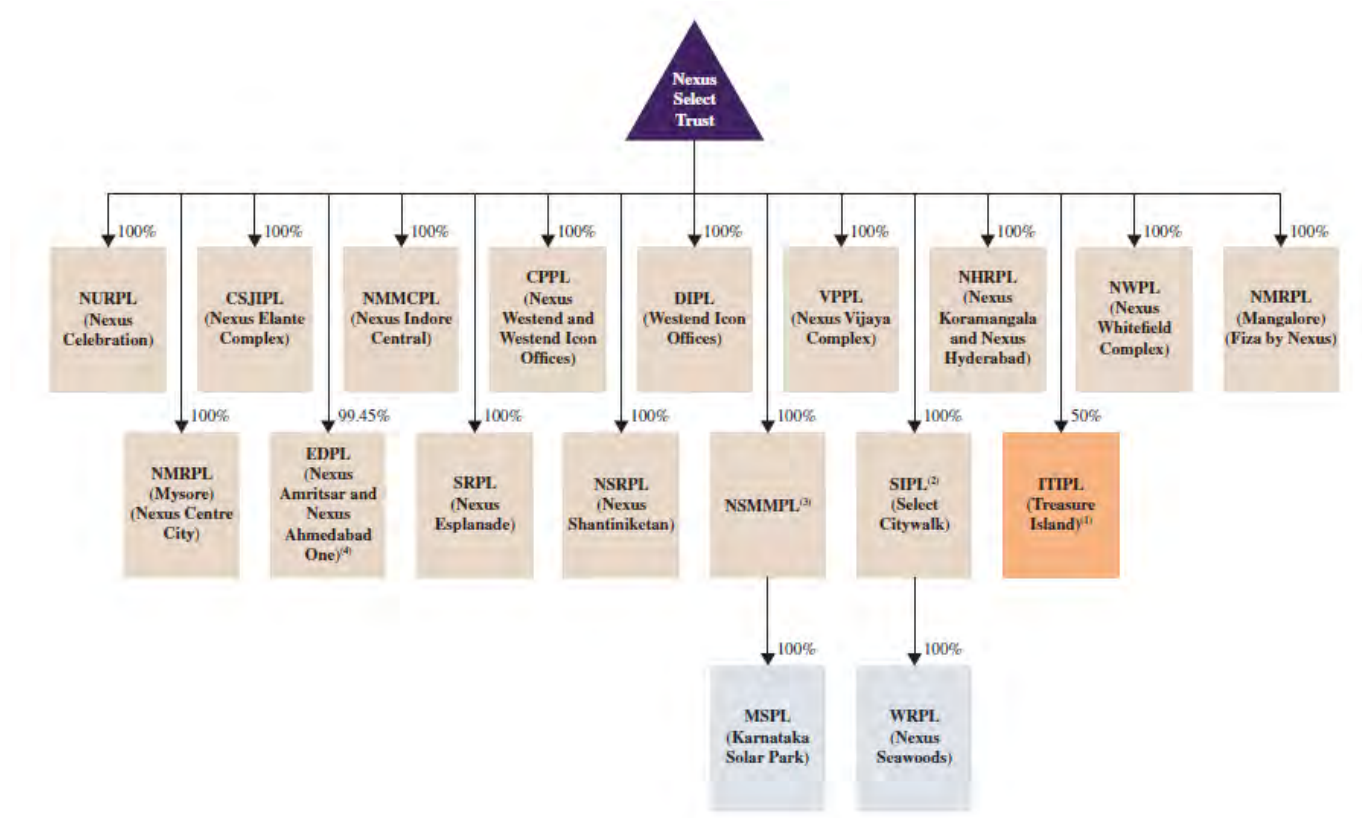 Nexus
Select
Trust
100%
100%
100%
100%
100%
100%
100%
100%
100%
NURPL
(Nexus
Celebration)
CSJIPL
(Nexus Elante
Complex)
NMMCPL
(Nexus Indore
Central)
CPPL
(Nexus
Westend and
Westend Icon
Offices)
DIPL
(Westend Icon
Offices)
VPPL
(Nexus Vijaya
Complex)
NHRPL
(Nexus
Koramangala
and Nexus
Hyderabad)
NWPL
(Nexus
Whitefield
Complex)
NMRPL
(Mangalore)
(Fiza by Nexus)
100%
99.45%
100%
100%
100%
100%
50%
NMRPL
(Mysore)
(Nexus Centre
City)
EDPL
(Nexus
Amritsar and
Nexus
Ahmedabad
One)⁽⁴⁾
SRPL
(Nexus
Esplanade)
NSRPL
(Nexus
Shantiniketan)
NSMMPL⁽³⁾
SIPL⁽²⁾
(Select
Citywalk)
ITIPL
(Treasure
Island)⁽¹⁾
100%
100%
MSPL
(Karnataka
Solar Park)
WRPL
(Nexus
Seawoods)